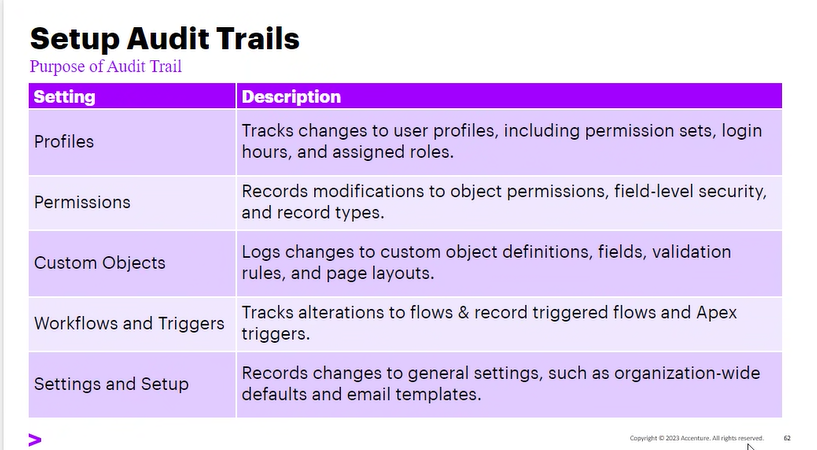 Setup Audit Trails
Purpose of Audit Trail
Setting Description
Profiles
Tracks changes to user profiles, including permission sets, login
hours, and assigned roles.
Permissions
Records modifications to object permissions, field-level security,
and record types.
Custom Objects
Logs changes to custom object definitions, fields, validation
rules, and page layouts.
Workflows and Triggers
Tracks alterations to flows & record triggered flows and Apex
triggers.
Settings and Setup
Records changes to general settings, such as organization-wide
defaults and email templates.
Copyright © 2023 Accenture. All rights reserved. 62